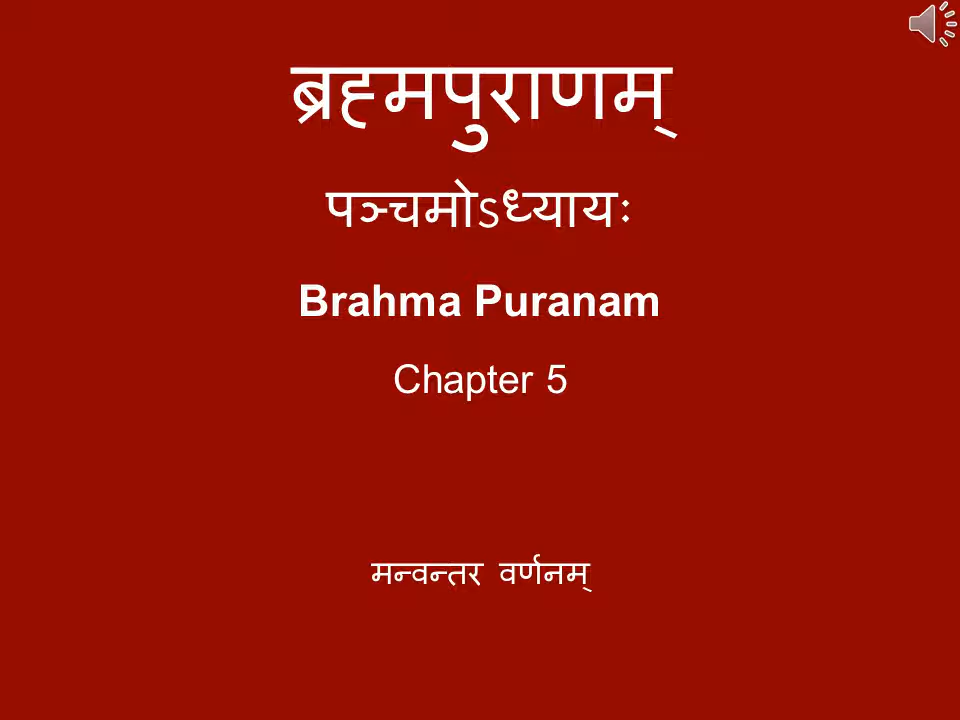 ब्रह्मपुराणम्
पञ्चमोऽध्यायः
Brahma Puranam
Chapter 5
मन्वन्तर वर्णनम्